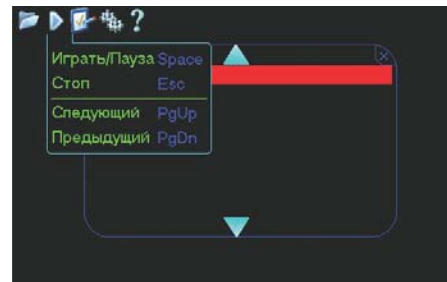 ?
Играть/Пауза Space
Стоп Esc
Следующий PgUp
Предыдущий PgDn